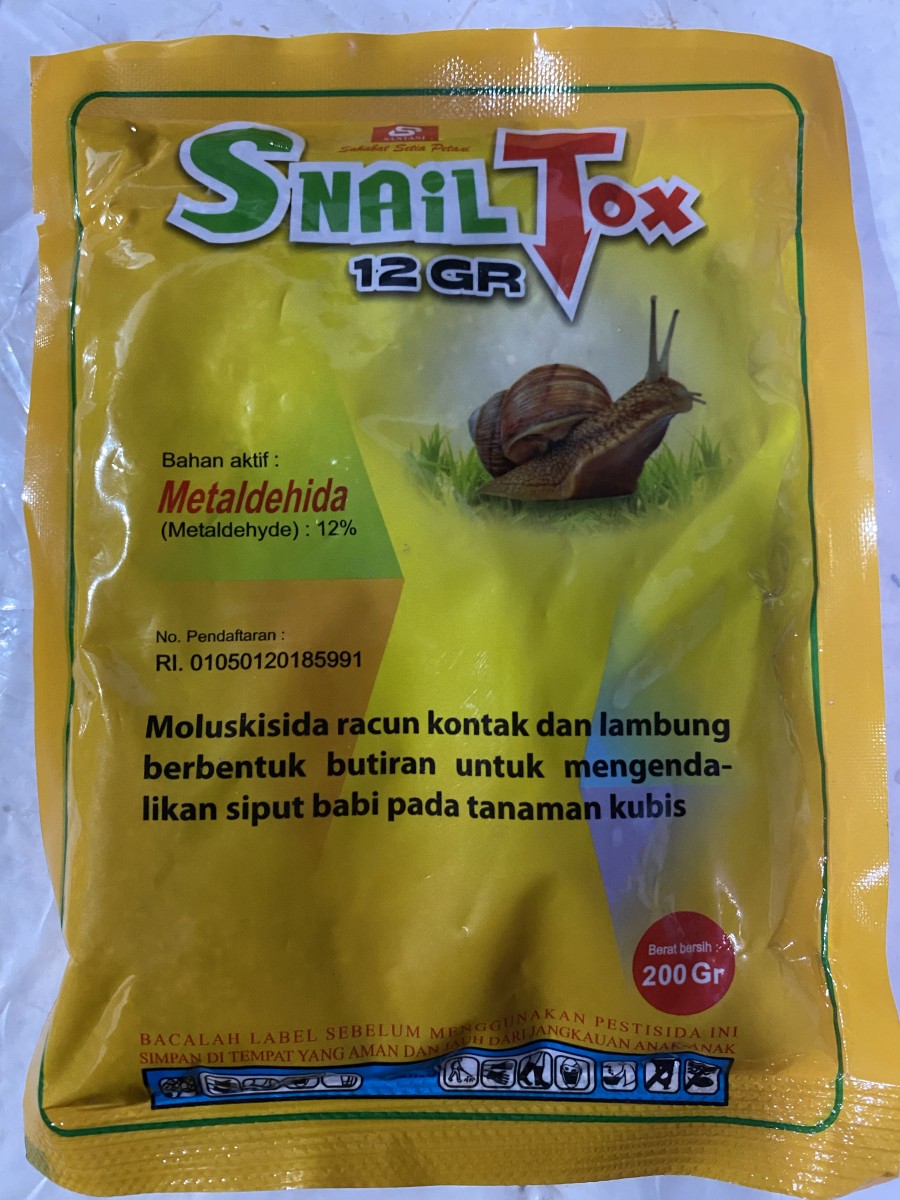 SANTANI
Sahabat Setia Petani
SNAIL TOX
12 GR
Bahan aktif :
Metaldehida
(Metaldehyde) : 12%
No. Pendaftaran :
RI. 01050120185991
Moluskisida racun kontak dan lambung
berbentuk butiran untuk mengenda-
likan siput babi pada tanaman kubis
Berat bersih :
200 Gr
BACALAH LABEL SEBELUM MENGGUNAKAN PESTISIDA INI
SIMPAN DI TEMPAT YANG AMAN DAN JAUH DARI JANGKAUAN ANAK-ANAK